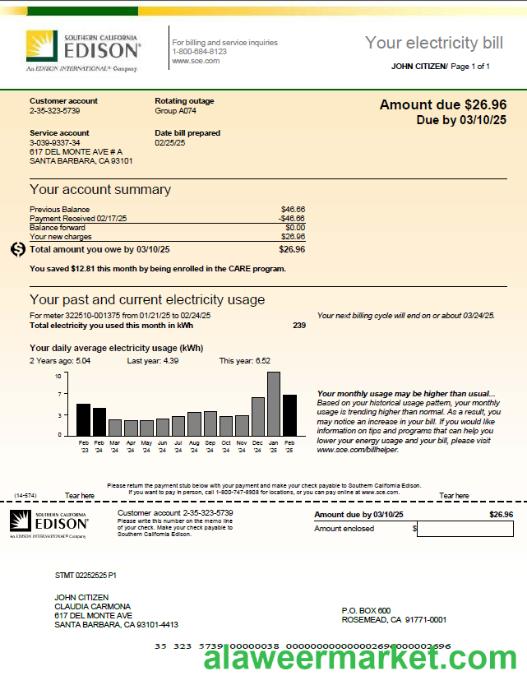 SOUTHERN CALIFORNIA
EDISON®
An EDISON INTERNATIONAL® Company
For billing and service inquiries
1-800-684-8123
www.sce.com
Your electricity bill
JOHN CITIZEN/ Page 1 of 1
Customer account
2-35-323-5739
Rotating outage
Group A074
Amount due $26.96
Due by 03/10/25
Service account
3-039-9337-34
617 DEL MONTE AVE # A
SANTA BARBARA, CA 93101
Date bill prepared
02/25/25
Your account summary
Previous Balance $46.66
Payment Received 02/17/25 -$46.66
Balance forward $0.00
Your new charges $26.96
$ Total amount you owe by 03/10/25 $26.96
You saved $12.81 this month by being enrolled in the CARE program.
Your past and current electricity usage
For meter 322510-001375 from 01/21/25 to 02/24/25
Total electricity you used this month in kWh 239
Your next billing cycle will end on or about 03/24/25.
Your daily average electricity usage (kWh)
2 Years ago: 5.04 Last year: 4.39 This year: 6.52
10
7
3
0
Feb Feb Mar Apr May Jun Jul Aug Sep Oct Nov Dec Jan Feb
'23 '24 '24 '24 '24 '24 '24 '24 '24 '24 '24 '24 '25 '25
Your monthly usage may be higher than usual...
Based on your historical usage pattern, your monthly
usage is trending higher than normal. As a result, you
may notice an increase in your bill. If you would like
information on tips and programs that can help you
lower your energy usage and your bill, please visit
www.sce.com/billhelper.
Please return the payment stub below with your payment and make your check payable to Southern California Edison.
If you want to pay in person, call 1-800-747-8908 for locations, or you can pay online at www.sce.com.
(14-574) Tear here Tear here
SOUTHERN CALIFORNIA
EDISON®
An EDISON INTERNATIONAL® Company
Customer account 2-35-323-5739
Please write this number on the memo line
of your check. Make your check payable to
Southern California Edison.
Amount due by 03/10/25 $26.96
Amount enclosed $
STMT 02252525 P1
JOHN CITIZEN
CLAUDIA CARMONA
617 DEL MONTE AVE
SANTA BARBARA, CA 93101-4413
P.O. BOX 600
ROSEMEAD, CA 91771-0001
35 323 5739
alaweermarket.com